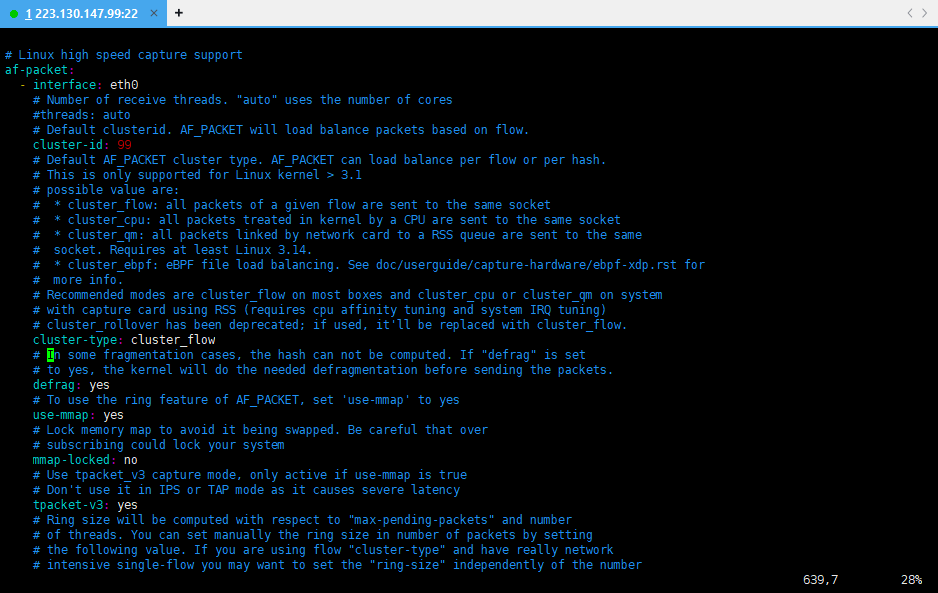 1 223.130.147.99:22 × +
# Linux high speed capture support
af-packet:
- interface: eth0
# Number of receive threads. "auto" uses the number of cores
#threads: auto
# Default clusterid. AF_PACKET will load balance packets based on flow.
cluster-id: 99
# Default AF_PACKET cluster type. AF_PACKET can load balance per flow or per hash.
# This is only supported for Linux kernel > 3.1
# possible value are:
#  * cluster_flow: all packets of a given flow are sent to the same socket
#  * cluster_cpu: all packets treated in kernel by a CPU are sent to the same socket
#  * cluster_qm: all packets linked by network card to a RSS queue are sent to the same
#  socket. Requires at least Linux 3.14.
#  * cluster_ebpf: eBPF file load balancing. See doc/userguide/capture-hardware/ebpf-xdp.rst for
#  more info.
# Recommended modes are cluster_flow on most boxes and cluster_cpu or cluster_qm on system
# with capture card using RSS (requires cpu affinity tuning and system IRQ tuning)
# cluster_rollover has been deprecated; if used, it'll be replaced with cluster_flow.
cluster-type: cluster_flow
# In some fragmentation cases, the hash can not be computed. If "defrag" is set
# to yes, the kernel will do the needed defragmentation before sending the packets.
defrag: yes
# To use the ring feature of AF_PACKET, set 'use-mmap' to yes
use-mmap: yes
# Lock memory map to avoid it being swapped. Be careful that over
# subscribing could lock your system
mmap-locked: no
# Use tpacket_v3 capture mode, only active if use-mmap is true
# Don't use it in IPS or TAP mode as it causes severe latency
tpacket-v3: yes
# Ring size will be computed with respect to "max-pending-packets" and number
# of threads. You can set manually the ring size in number of packets by setting
# the following value. If you are using flow "cluster-type" and have really network
# intensive single-flow you may want to set the "ring-size" independently of the number
639,7 28%